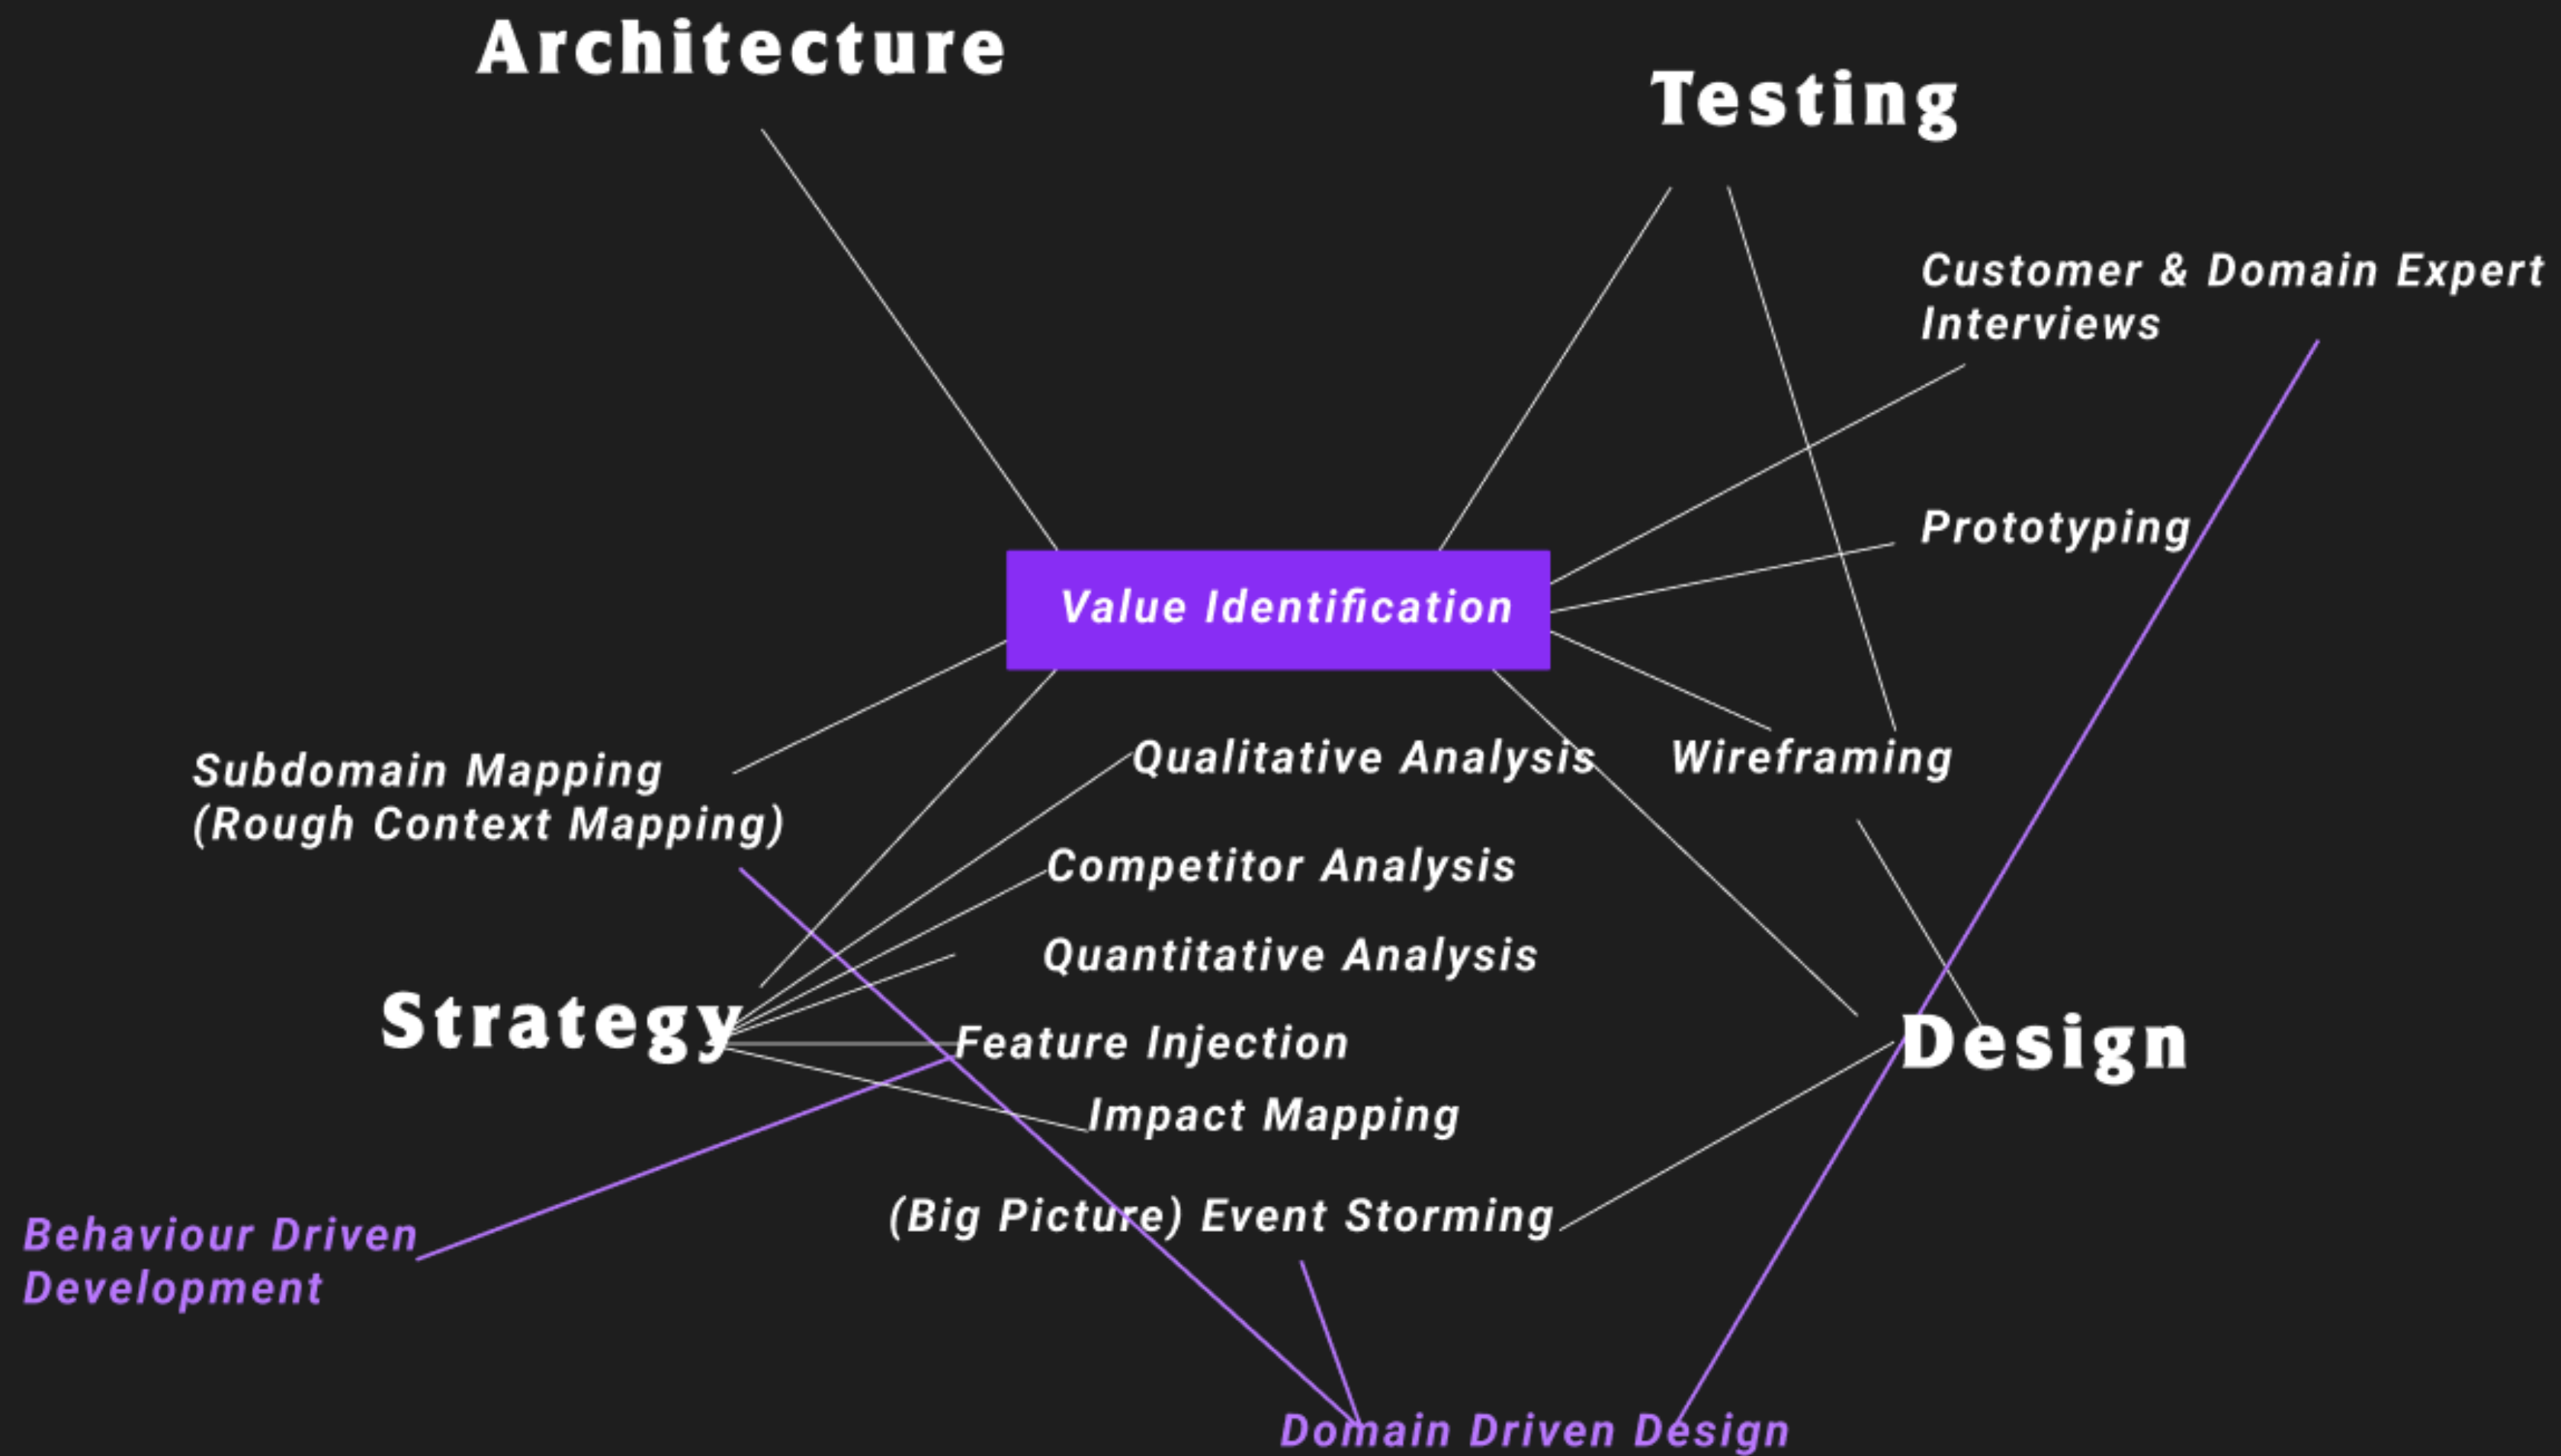 Architecture
Testing
Customer & Domain Expert
Interviews
Prototyping
Value Identification
Subdomain Mapping
(Rough Context Mapping)
Qualitative Analysis
Wireframing
Competitor Analysis
Quantitative Analysis
Strategy
Feature Injection
Design
Impact Mapping
(Big Picture) Event Storming
Behaviour Driven
Development
Domain Driven Design